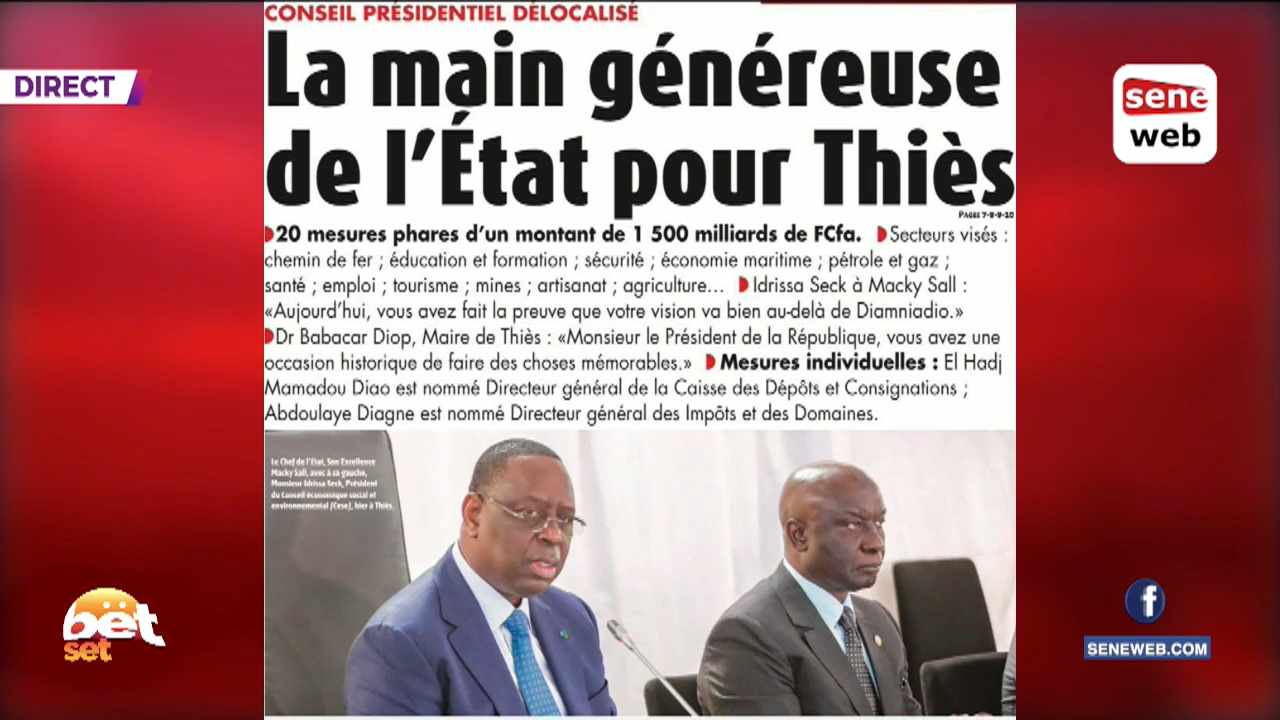 CONSEIL PRÉSIDENTIEL DÉLOCALISÉ
La main généreuse
de l'État pour Thiès
PAGES 7-8-9-10
20 mesures phares d'un montant de 1 500 milliards de FCfa. Secteurs visés :
chemin de fer ; éducation et formation ; sécurité ; économie maritime ; pétrole et gaz ;
santé ; emploi ; tourisme ; mines ; artisanat ; agriculture... Idrissa Seck à Macky Sall :
«Aujourd'hui, vous avez fait la preuve que votre vision va bien au-delà de Diamniadio.»
Dr Babacar Diop, Maire de Thiès : «Monsieur le Président de la République, vous avez une
occasion historique de faire des choses mémorables.» Mesures individuelles : El Hadj
Mamadou Diao est nommé Directeur général de la Caisse des Dépôts et Consignations ;
Abdoulaye Diagne est nommé Directeur général des Impôts et des Domaines.
Le Chef de l'État, Son Excellence
Macky Sall, avec à sa gauche,
Monsieur Idrissa Seck, Président
du Conseil économique social et
environnemental (Cese), hier à Thiès.
DIRECT
sene
web
bet
set
f
SENEWEB.COM